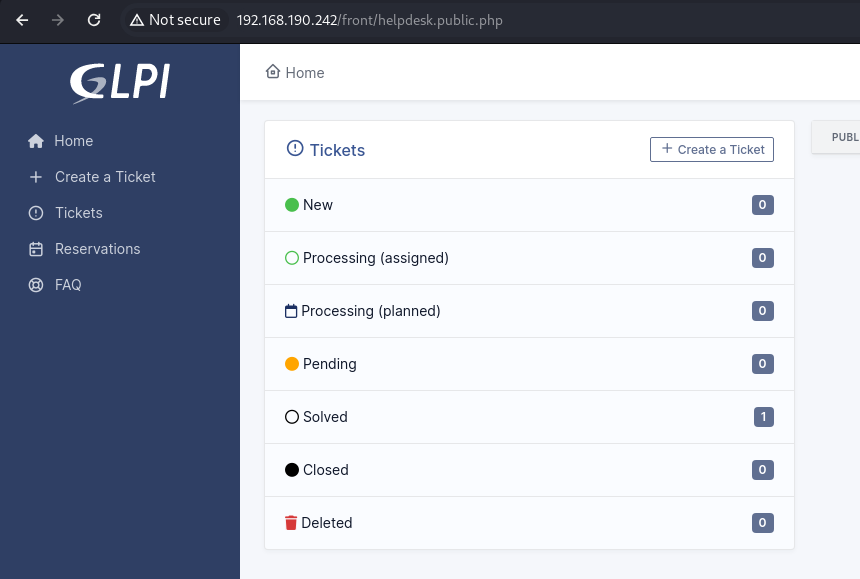 Not secure 192.168.190.242/front/helpdesk.public.php
GLPI
Home
Create a Ticket
Tickets
Reservations
FAQ
Home
Tickets
Create a Ticket
New 0
Processing (assigned) 0
Processing (planned) 0
Pending 0
Solved 1
Closed 0
Deleted 0
PUBL